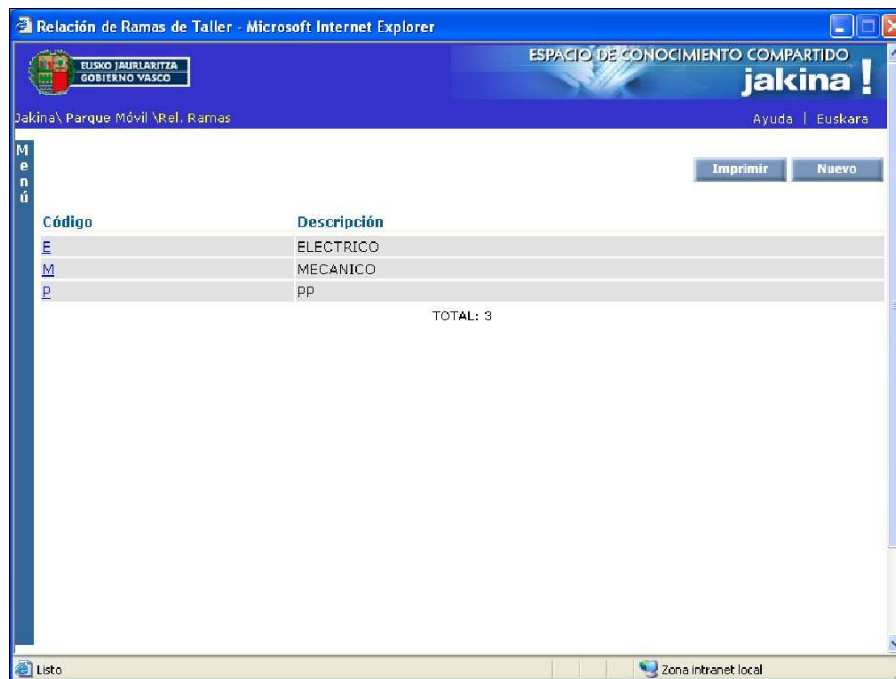 Relación de Ramas de Taller - Microsoft Internet Explorer
EUSKO JAURLARITZA
GOBIERNO VASCO
ESPACIO DE CONOCIMIENTO COMPARTIDO
jakina!
Jakina\ Parque Móvil \Rel. Ramas
Ayuda | Euskara
Menú
Imprimir Nuevo
Código Descripción
E ELECTRICO
M MECANICO
P PP
TOTAL: 3
Listo Zona intranet local